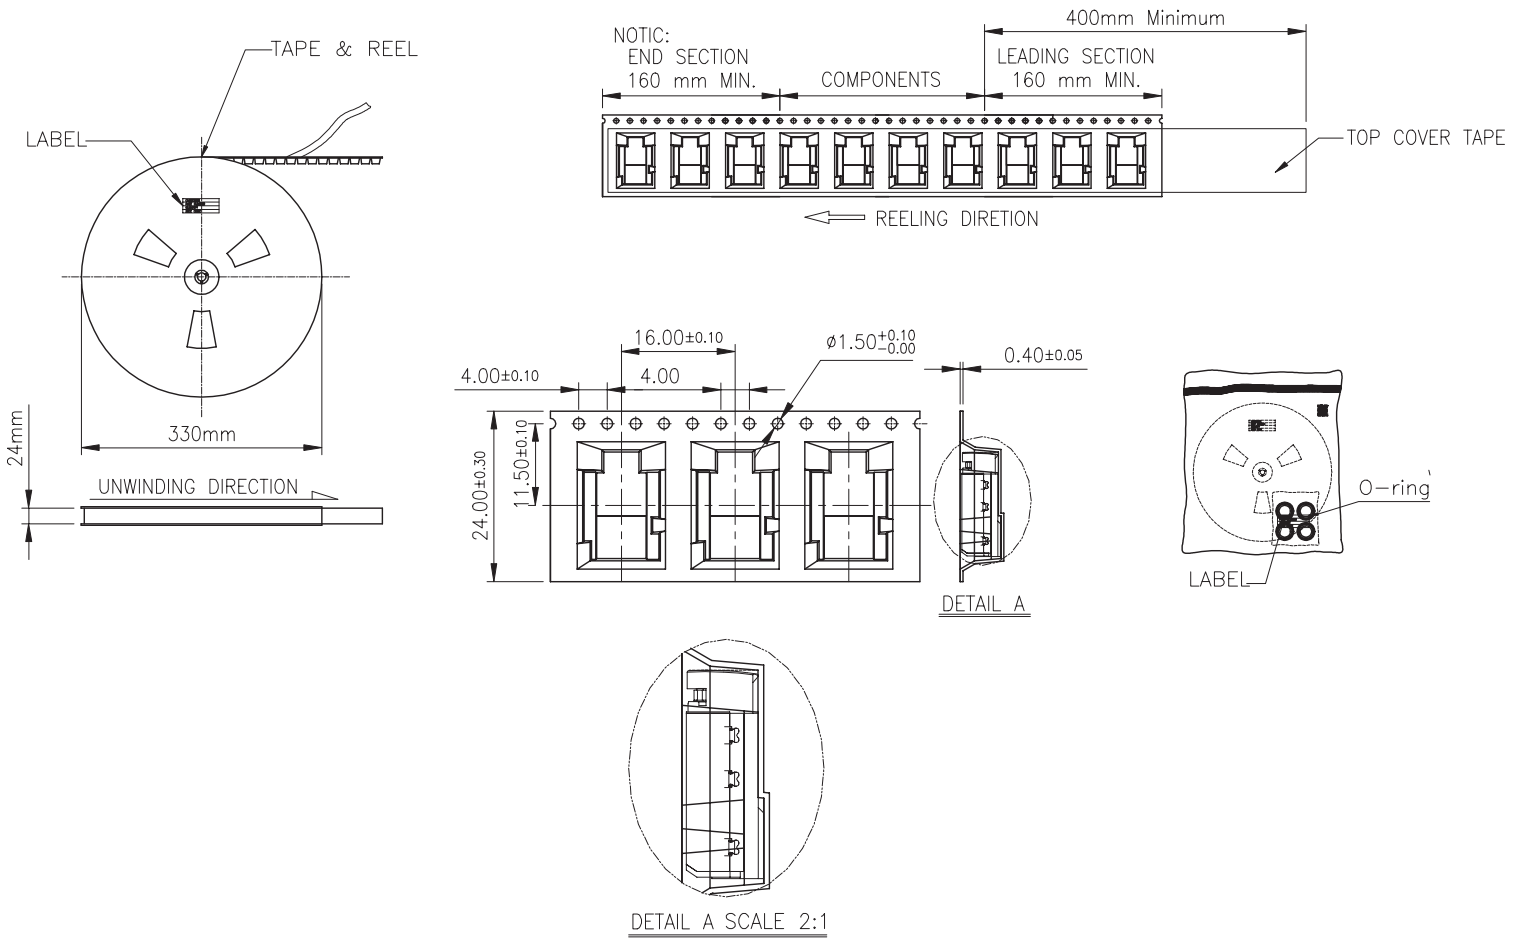 TAPE & REEL
LABEL
330mm
24mm
UNWINDING DIRECTION
400mm Minimum
NOTIC:
END SECTION
160 mm MIN.
COMPONENTS
LEADING SECTION
160 mm MIN.
TOP COVER TAPE
REELING DIRETION
16.00±0.10
ø1.50+0.10
−0.00
0.40±0.05
4.00±0.10
4.00
11.50±0.10
24.00±0.30
DETAIL A
O-ring
LABEL
DETAIL A SCALE 2:1